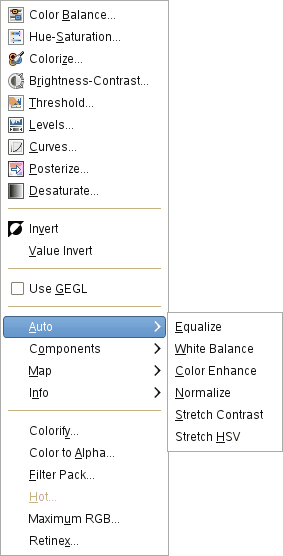 Color Balance...
Hue-Saturation...
Colorize...
Brightness-Contrast...
Threshold...
Levels...
Curves...
Posterize...
Desaturate...
Invert
Value Invert
Use GEGL
Auto
Components
Map
Info
Equalize
White Balance
Color Enhance
Normalize
Stretch Contrast
Stretch HSV
Colorify...
Color to Alpha...
Filter Pack...
Hot...
Maximum RGB...
Retinex...